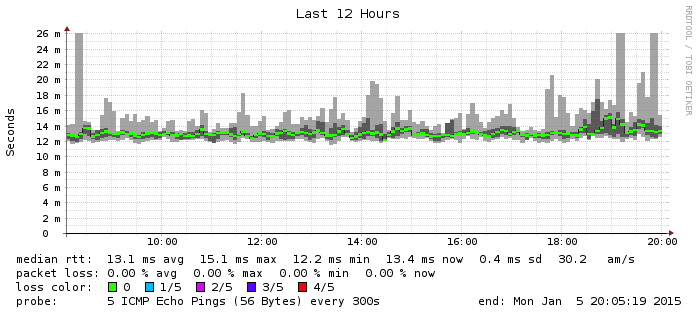 Last 12 Hours
RRDTOOL / TOBI OETIKER
Seconds
26 m
24 m
22 m
20 m
18 m
16 m
14 m
12 m
10 m
8 m
6 m
4 m
2 m
0
10:00 12:00 14:00 16:00 18:00 20:00
median rtt: 13.1 ms avg 15.1 ms max 12.2 ms min 13.4 ms now 0.4 ms sd 30.2 am/s
packet loss: 0.00 % avg 0.00 % max 0.00 % min 0.00 % now
loss color: 0 1/5 2/5 3/5 4/5
probe: 5 ICMP Echo Pings (56 Bytes) every 300s end: Mon Jan 5 20:05:19 2015